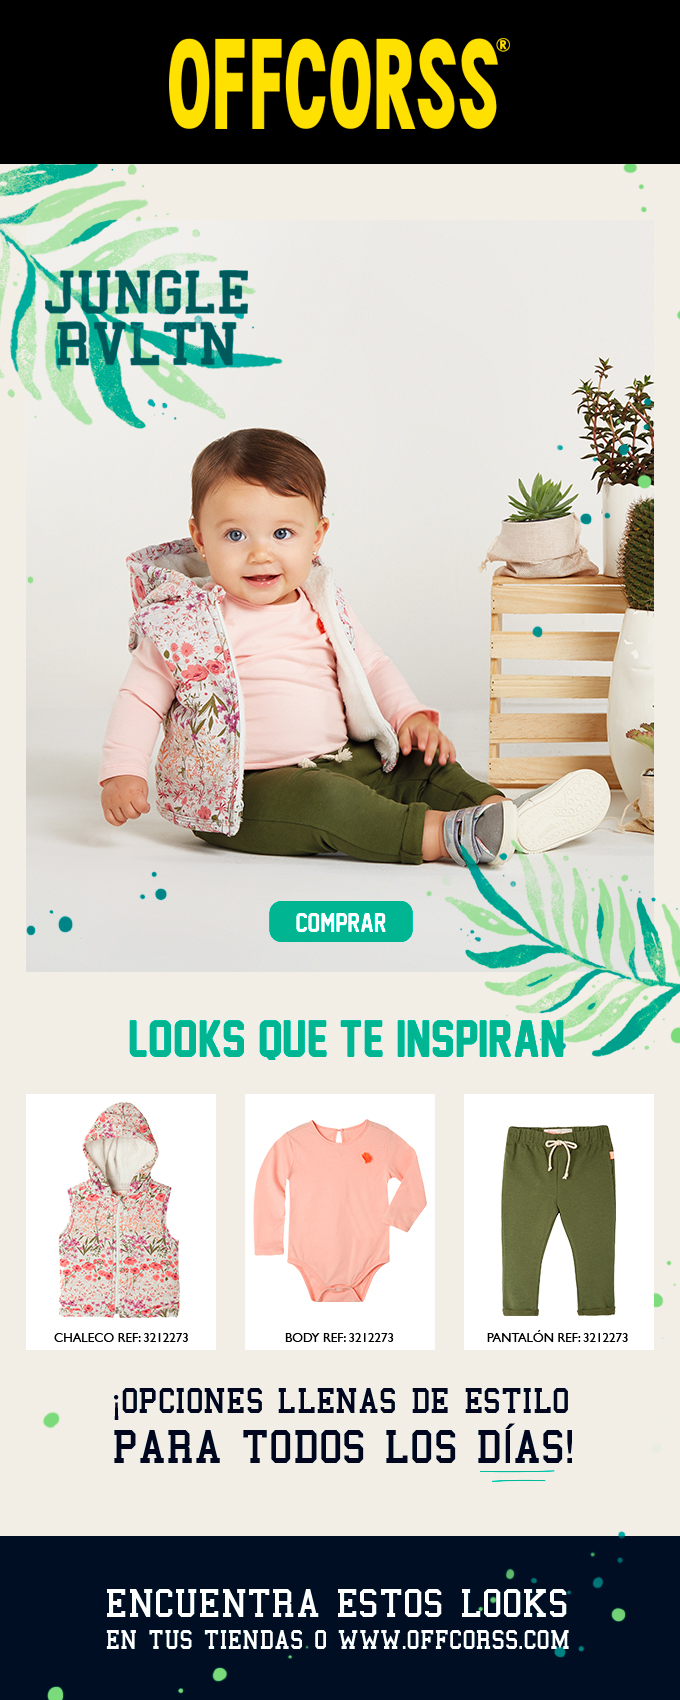 OFFCORSS®
JUNGLE
RVLTN
COMPRAR
LOOKS QUE TE INSPIRAN
CHALECO REF: 3212273
BODY REF: 3212273
PANTALÓN REF: 3212273
¡OPCIONES LLENAS DE ESTILO
PARA TODOS LOS DÍAS!
ENCUENTRA ESTOS LOOKS
EN TUS TIENDAS O WWW.OFFCORSS.COM